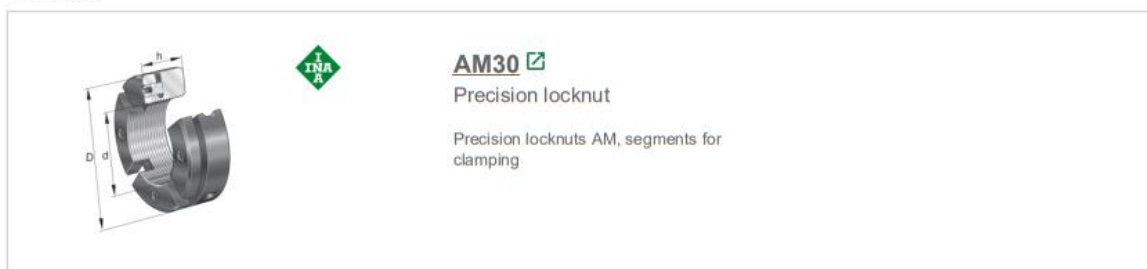 h
D
d
I
INA
A
AM30
Precision locknut
Precision locknuts AM, segments for
clamping